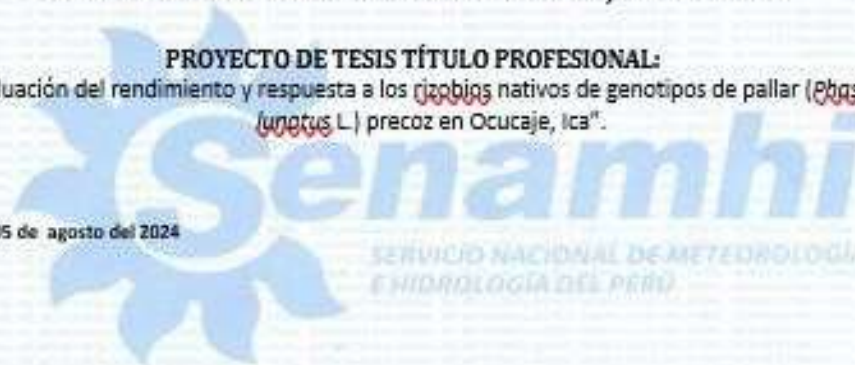 PROYECTO DE TESIS TÍTULO PROFESIONAL:
luación del rendimiento y respuesta a los rizobios nativos de genotipos de pallar (Phas
lunatus L.) precoz en Ocucaje, Ica".
Senamhi
05 de agosto del 2024
SERVICIO NACIONAL DE METEOROLOGÍA
E HIDROLOGÍA DEL PERÚ